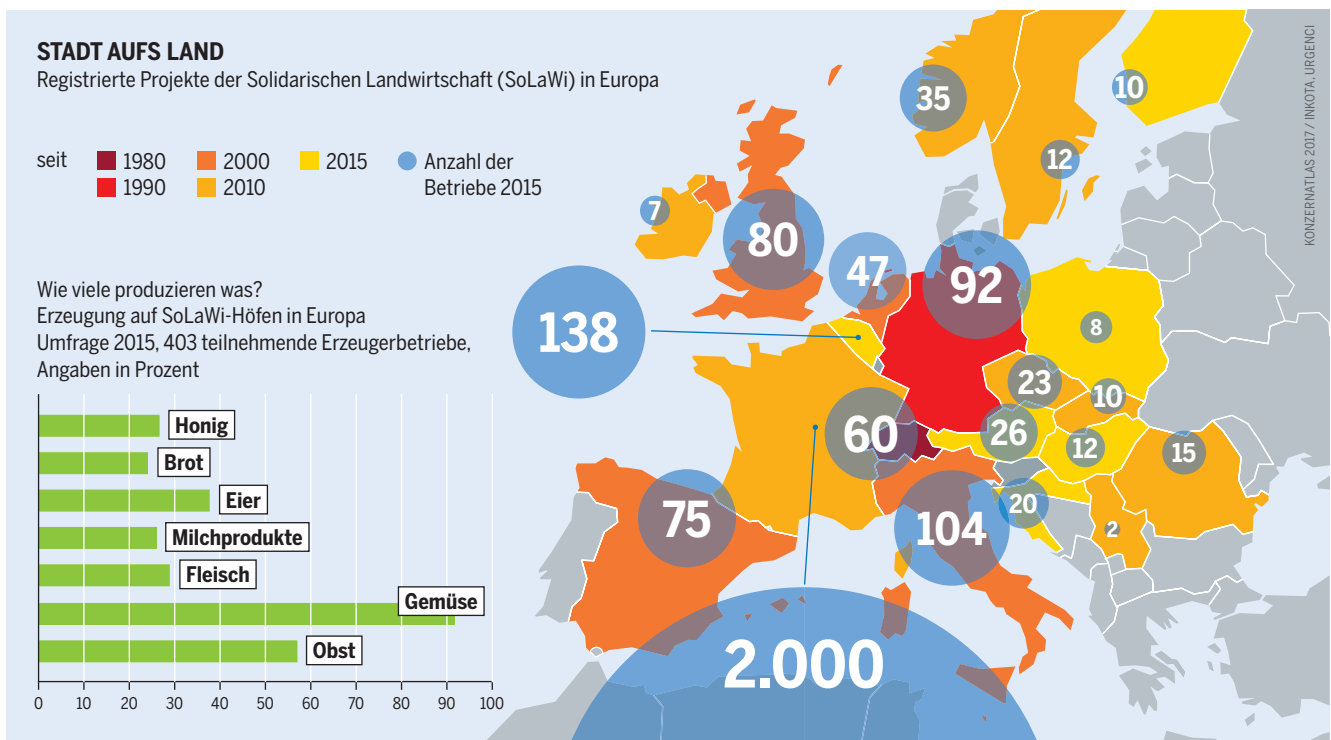 STADT AUFS LAND
Registrierte Projekte der Solidarischen Landwirtschaft (SoLaWi) in Europa
seit
1980
1990
2000
2010
2015
Anzahl der
Betriebe 2015
Wie viele produzieren was?
Erzeugung auf SoLaWi-Höfen in Europa
Umfrage 2015, 403 teilnehmende Erzeugerbetriebe,
Angaben in Prozent
Honig
Brot
Eier
Milchprodukte
Fleisch
Gemüse
Obst
0 10 20 30 40 50 60 70 80 90 100
35
10
12
7
80
47
92
138
8
23
10
60
26
12
15
75
104
20
2
2.000
KONZERNATLAS 2017 / INKOTA, URGENCI